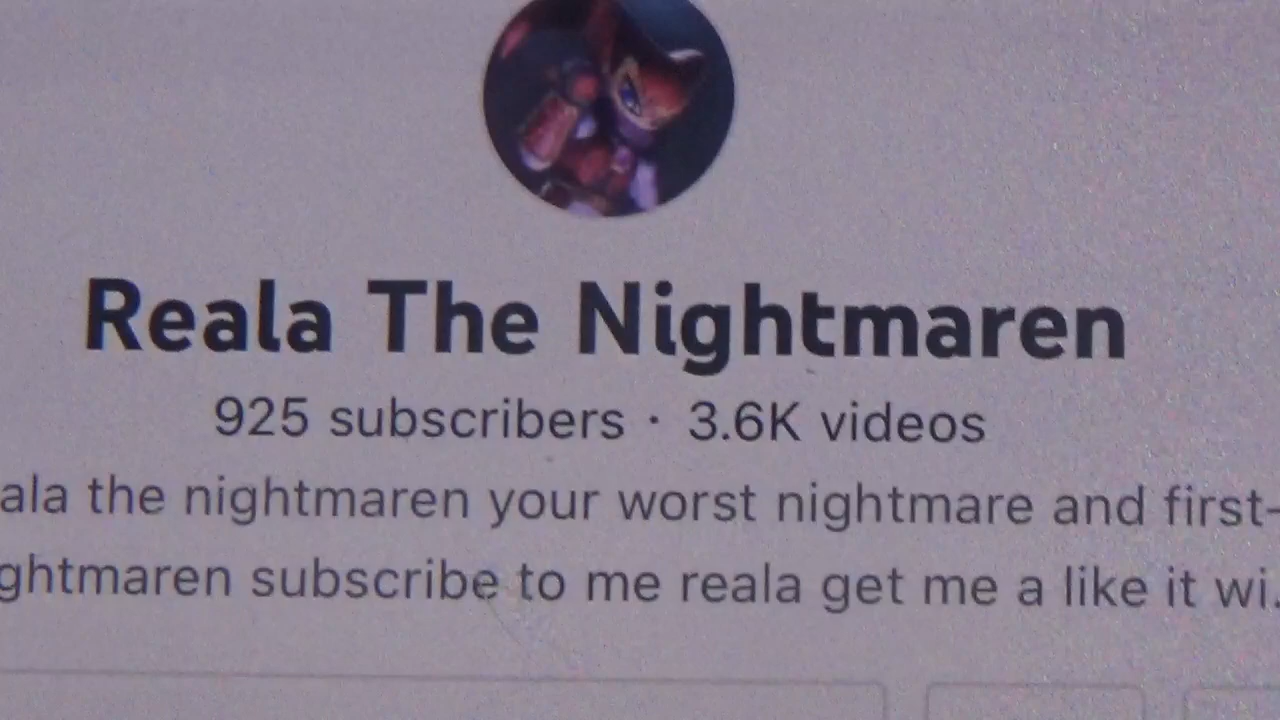 Reala The Nightmaren
925 subscribers · 3.6K videos
ala the nightmaren your worst nightmare and first-
ghtmaren subscribe to me reala get me a like it wi.